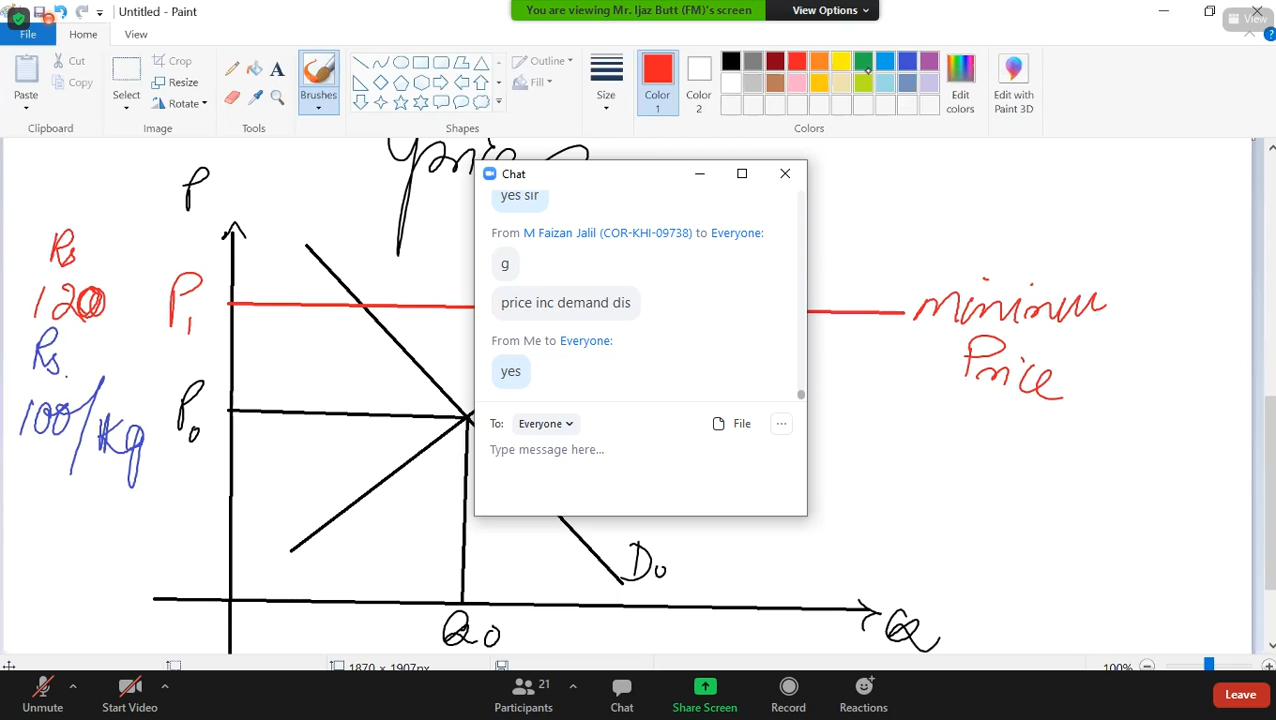 Untitled - Paint
You are viewing Mr. Ijaz Butt (FM)'s screen
View Options
View
File
Home
View
Paste
Cut
Copy
Select
Crop
Resize
Rotate
Brushes
Outline
Fill
Size
Color 1
Color 2
Edit colors
Edit with Paint 3D
Clipboard
Image
Tools
Shapes
Colors
P
Chat
yes sir
From M Faizan Jalil (COR-KHI-09738) to Everyone:
g
price inc demand dis
From Me to Everyone:
yes
To: Everyone
File
Type message here...
Rs
120
P1
Rs.
100/kg
P0
minimum
Price
D0
Q0
Q
1870 × 1907px
100%
Unmute
Start Video
21
Participants
Chat
Share Screen
Record
Reactions
Leave